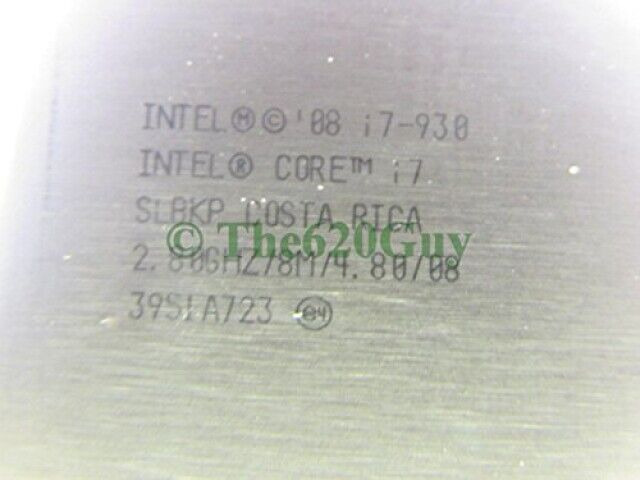 INTEL Ⓜ © '08 i7-930
INTEL® CORE™ i7
SLBKP COSTA RICA
© The620Guy
2.80GHZ/8M/4.80/08
39SLA723 e4